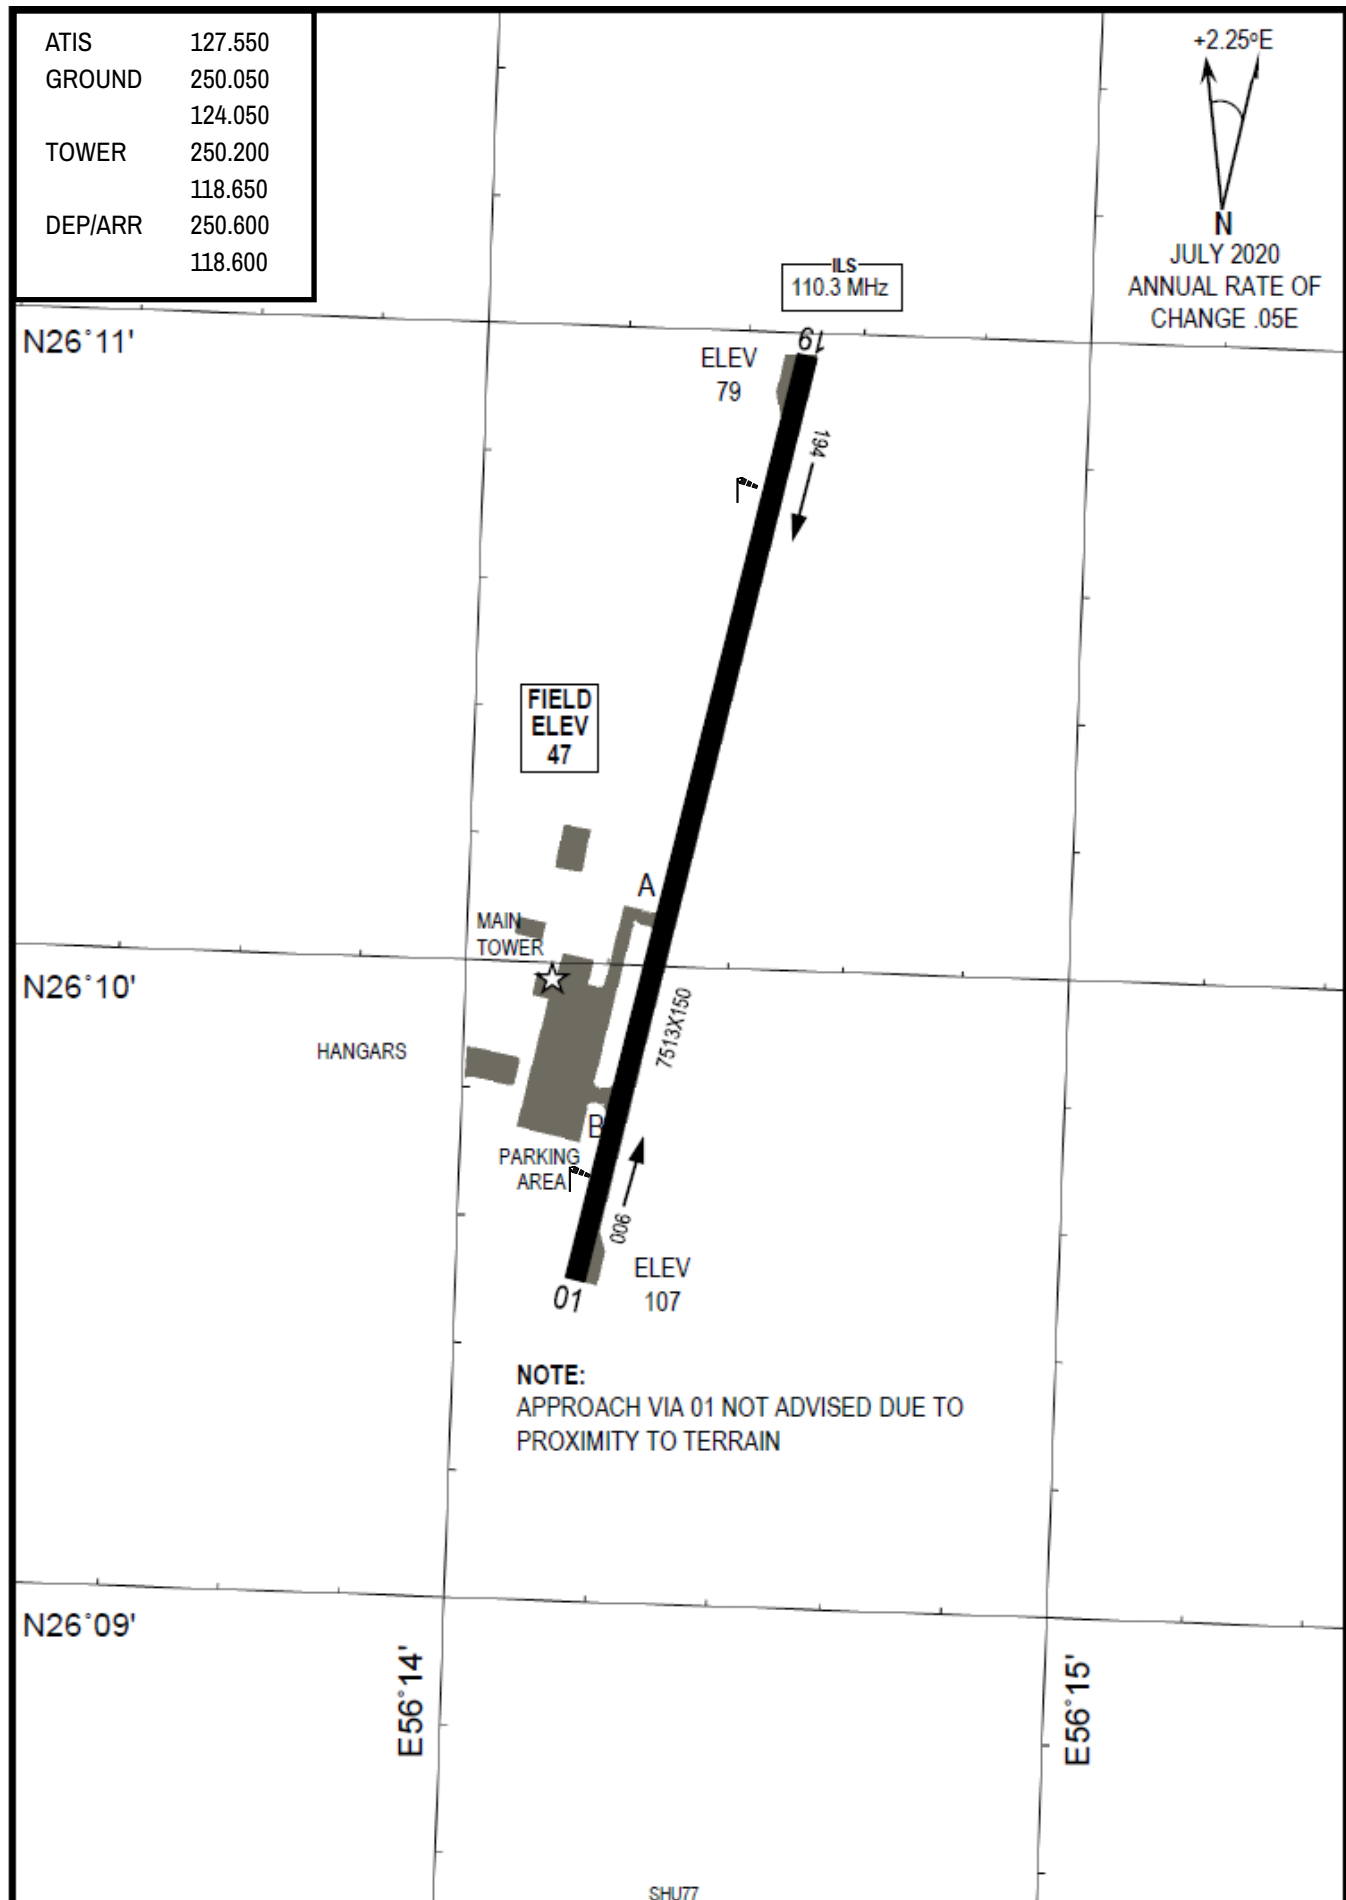 ATIS 127.550
GROUND 250.050
124.050
TOWER 250.200
118.650
DEP/ARR 250.600
118.600
+2.25°E
N
JULY 2020
ANNUAL RATE OF
CHANGE .05E
ILS
110.3 MHz
N26°11'
19
ELEV
79
194
FIELD
ELEV
47
A
MAIN
TOWER
N26°10'
7513X150
HANGARS
B
PARKING
AREA
006
ELEV
107
01
NOTE:
APPROACH VIA 01 NOT ADVISED DUE TO
PROXIMITY TO TERRAIN
N26°09'
E56°14'
E56°15'
SHU77